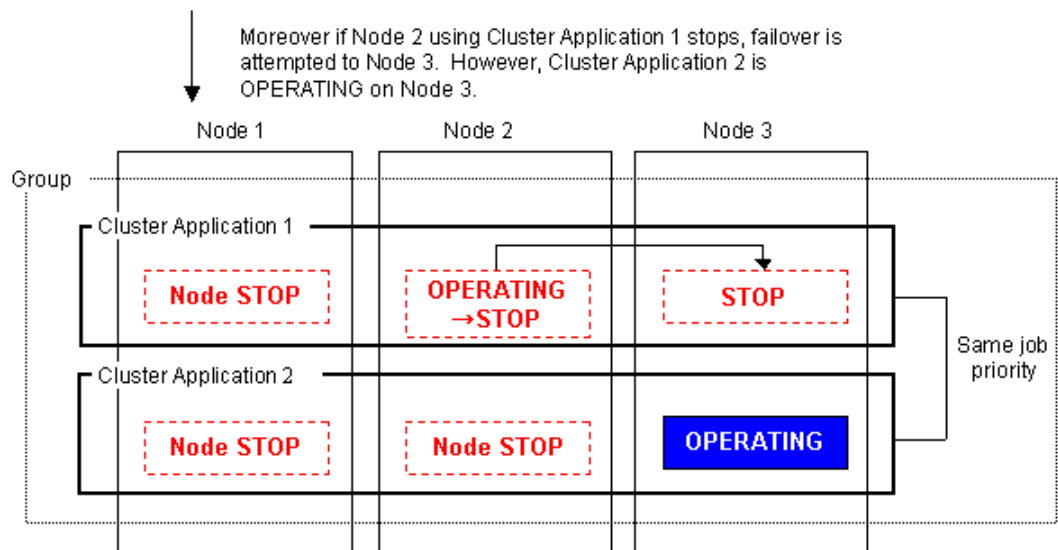 Moreover if Node 2 using Cluster Application 1 stops, failover is
attempted to Node 3.  However, Cluster Application 2 is
OPERATING on Node 3.
Node 1
Node 2
Node 3
Group
Cluster Application 1
Node STOP
OPERATING
→STOP
STOP
Same job
priority
Cluster Application 2
Node STOP
Node STOP
OPERATING